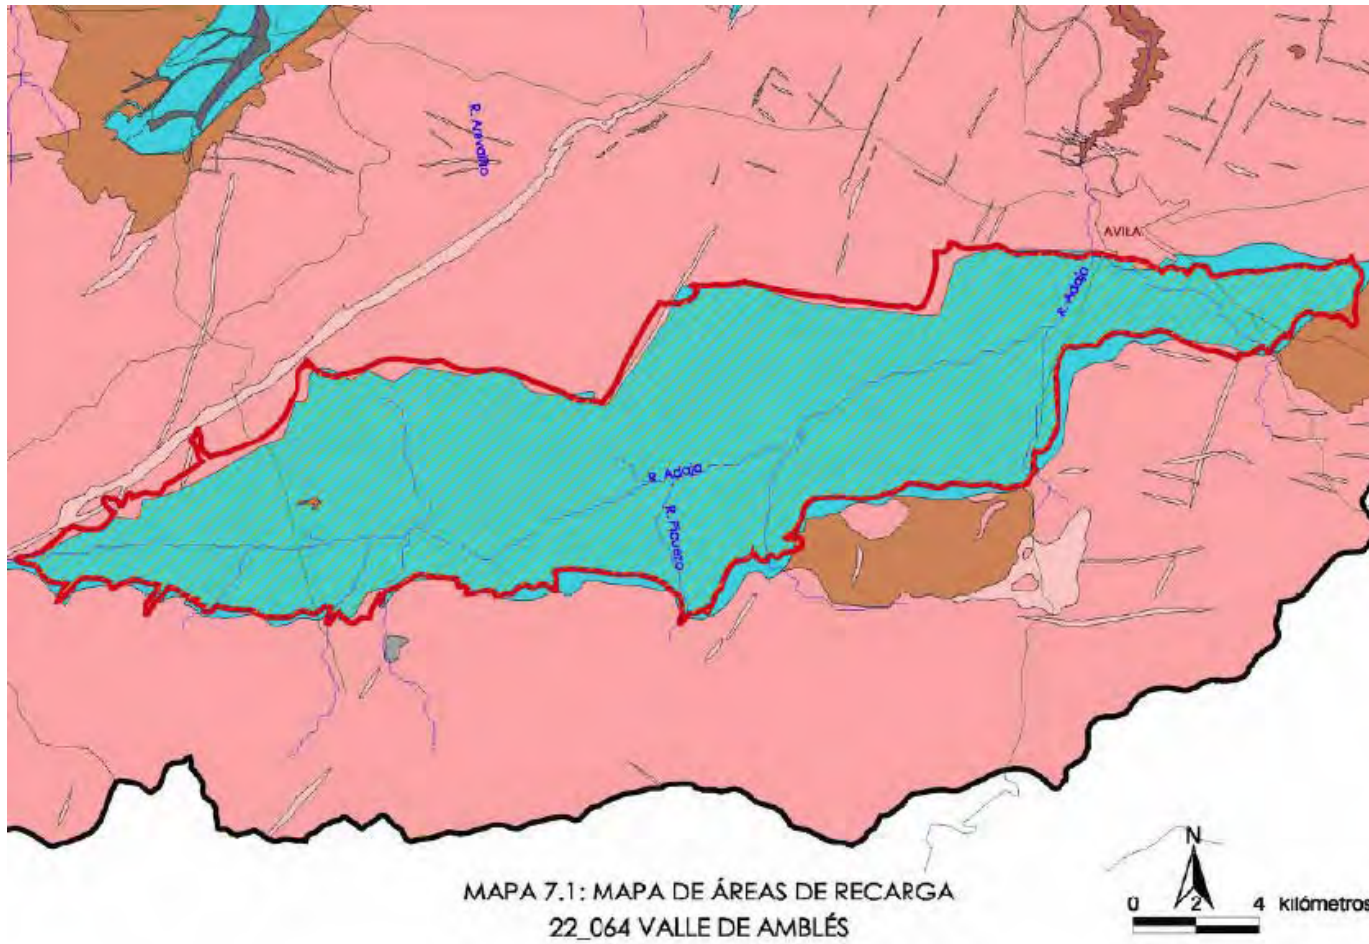 R. Arevalillo
AVILA
R. Adaja
R. Adaja
R. Piquero
MAPA 7.1: MAPA DE ÁREAS DE RECARGA
22_064 VALLE DE AMBLÉS
N
0 2 4 kilómetros